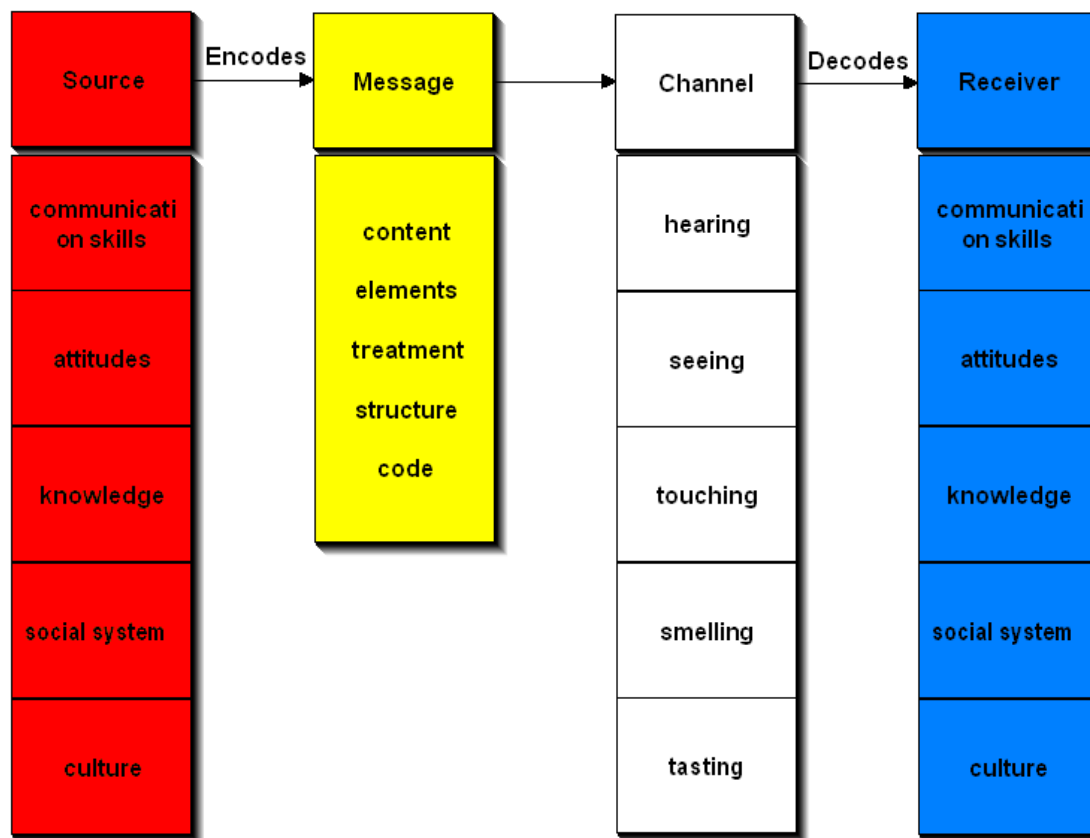 Source
Encodes
Message
Channel
Decodes
Receiver
communicati
on skills
attitudes
knowledge
social system
culture
content
elements
treatment
structure
code
hearing
seeing
touching
smelling
tasting
communicati
on skills
attitudes
knowledge
social system
culture